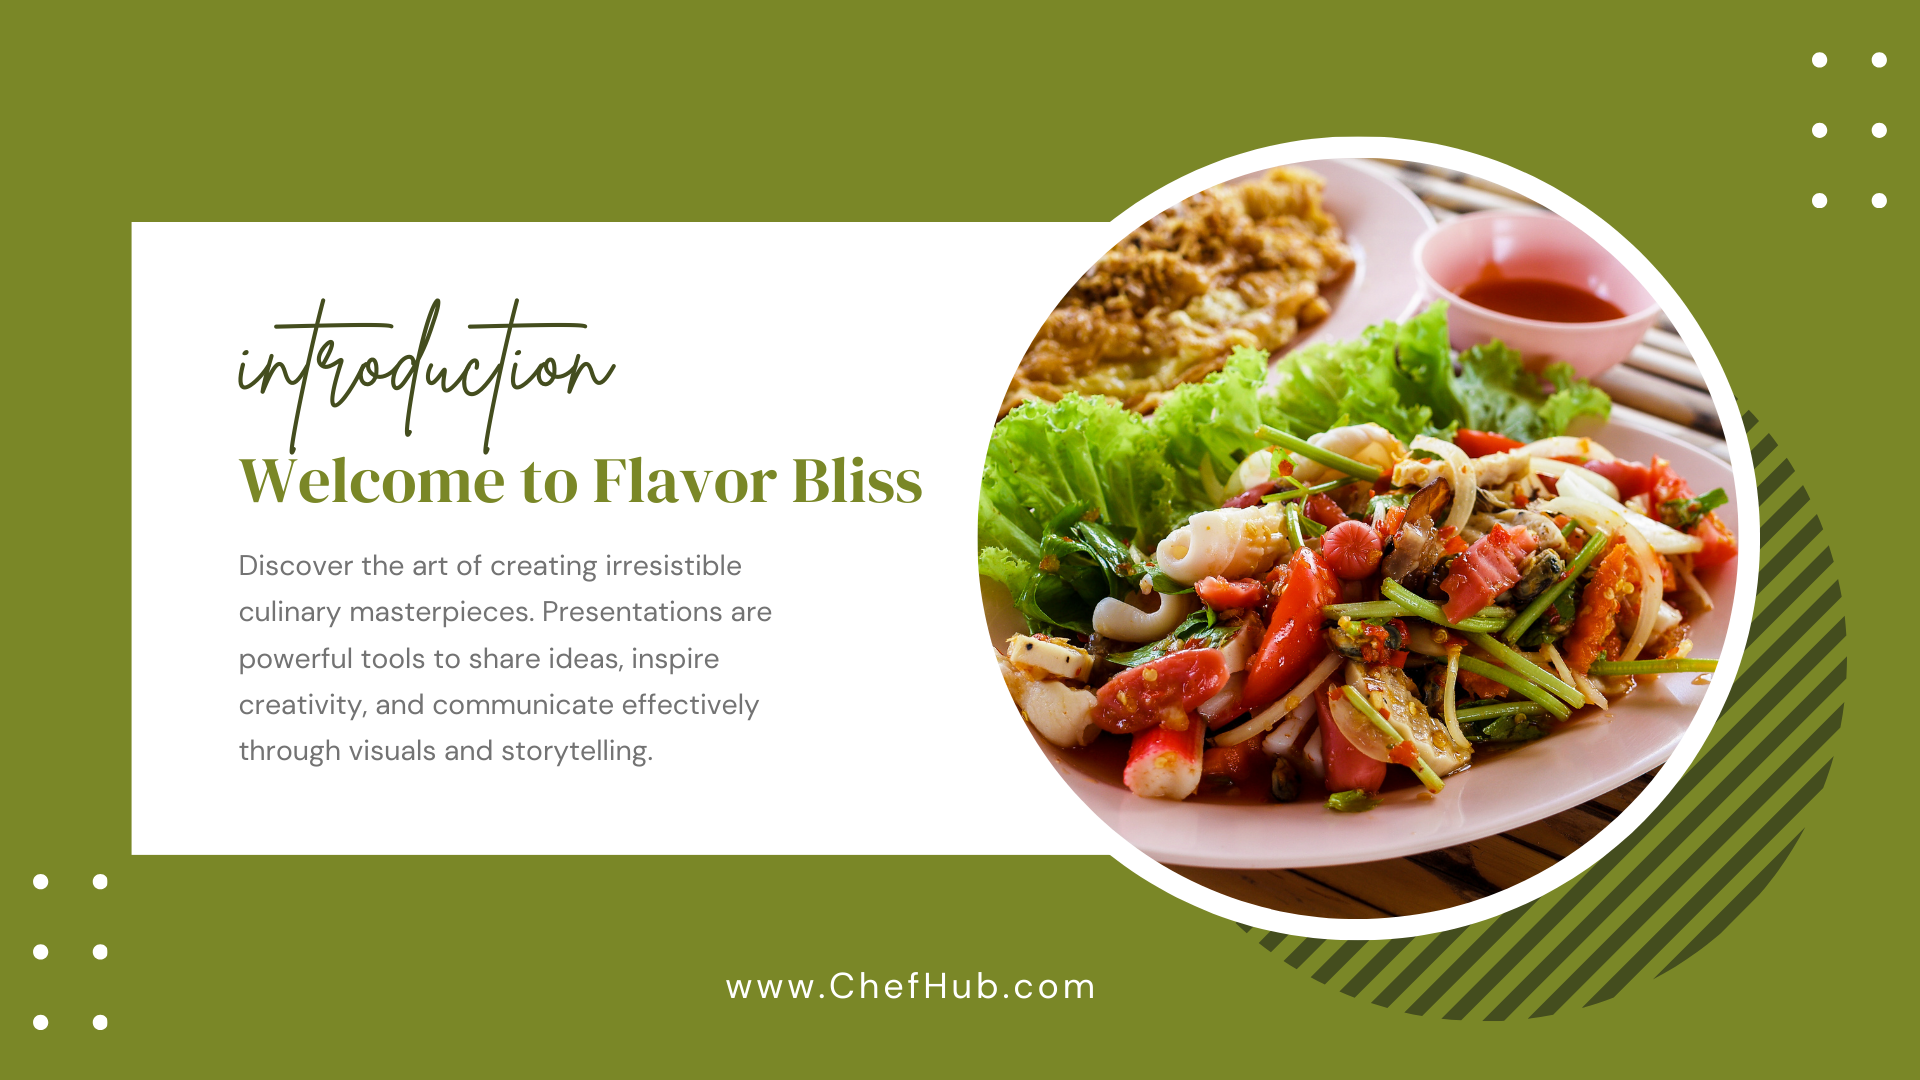 introduction
Welcome to Flavor Bliss
Discover the art of creating irresistible
culinary masterpieces. Presentations are
powerful tools to share ideas, inspire
creativity, and communicate effectively
through visuals and storytelling.
www.ChefHub.com